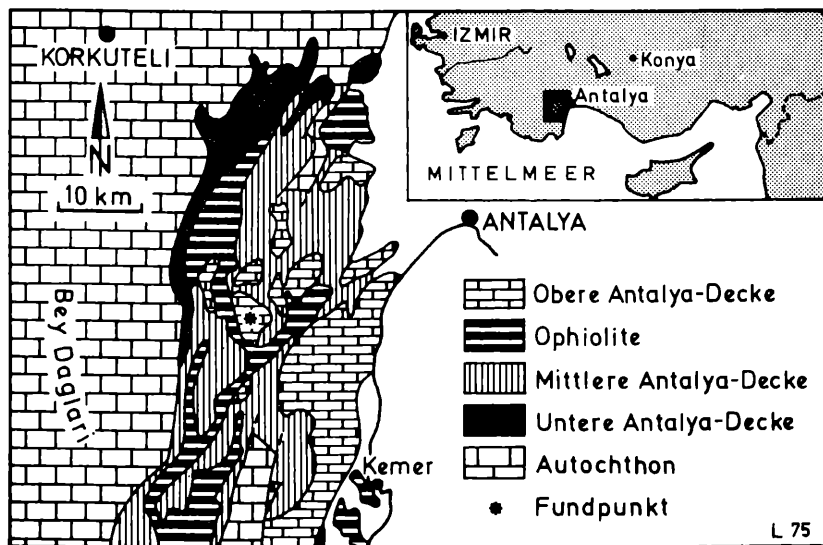 KORKUTELI
N
10 km
Bey Dağları
Kemer
IZMIR
Konya
Antalya
MITTELMEER
ANTALYA
Obere Antalya-Decke
Ophiolite
Mittlere Antalya-Decke
Untere Antalya-Decke
Autochthon
Fundpunkt
L 75